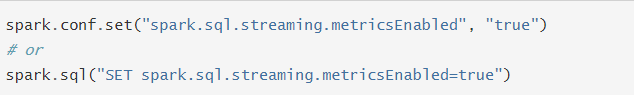 spark.conf.set("spark.sql.streaming.metricsEnabled", "true")
# or
spark.sql("SET spark.sql.streaming.metricsEnabled=true")